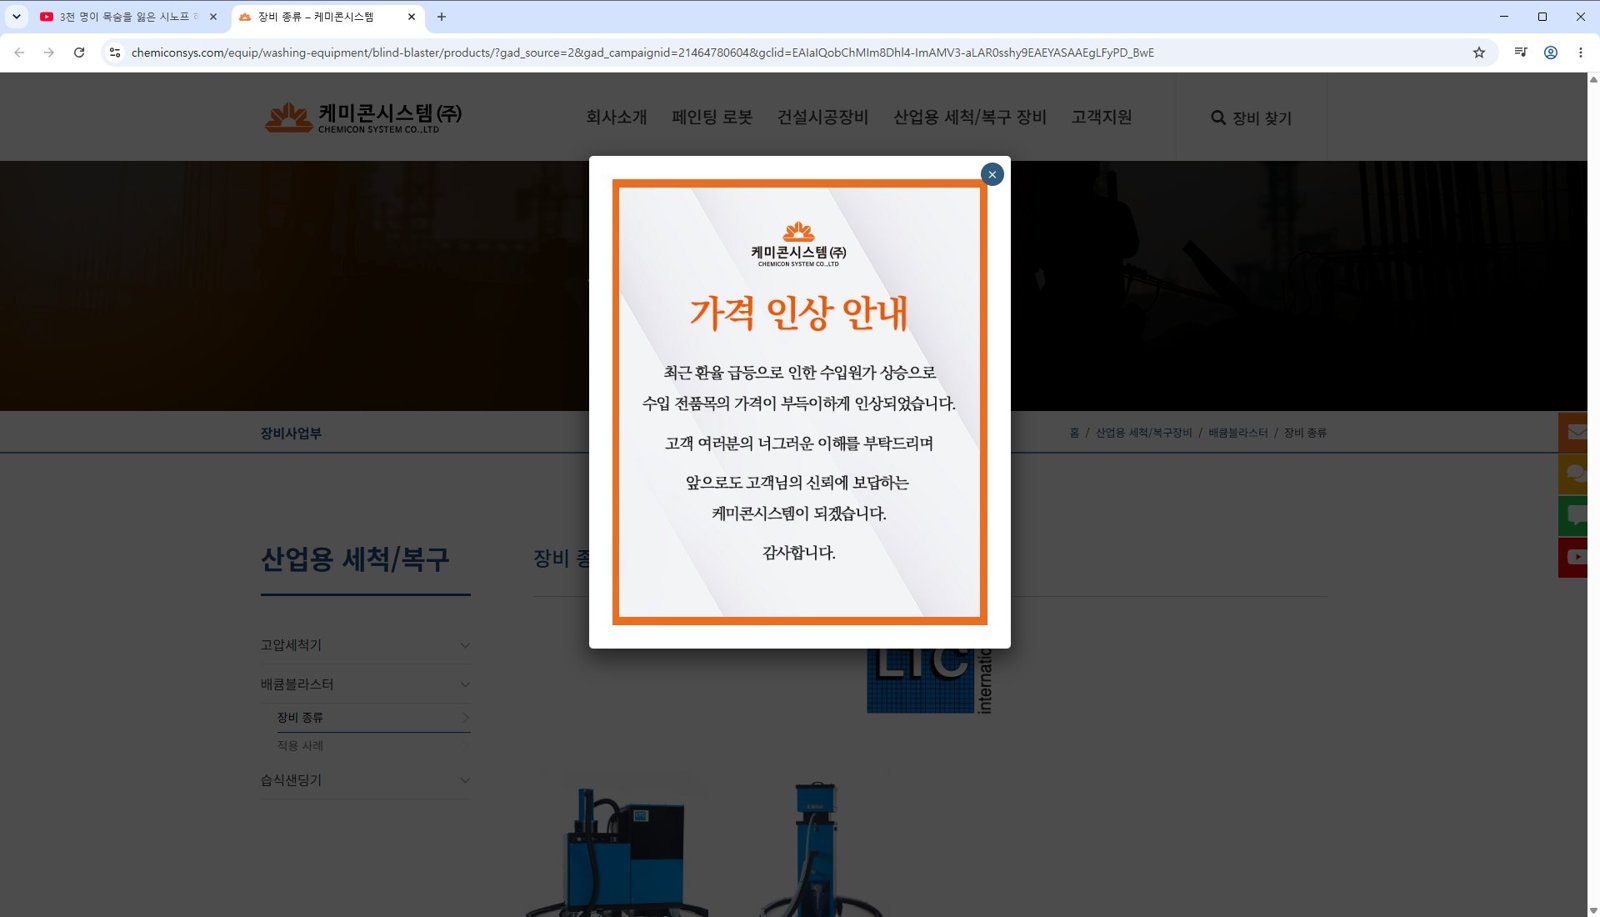 3천 명이 목숨을 잃은 시노프
장비 종류 – 케미콘시스템
chemiconsys.com/equip/washing-equipment/blind-blaster/products/?gad_source=2&gad_campaignid=21464780604&gclid=EAIaIQobChMIm8Dhl4-ImAMV3-aLAR0sshy9EAEYASAAEgLFyPD_BwE
케미콘시스템(주)
CHEMICON SYSTEM CO.,LTD
회사소개 페인팅 로봇 건설시공장비 산업용 세척/복구 장비 고객지원 장비 찾기
케미콘시스템(주)
CHEMICON SYSTEM CO.,LTD
가격 인상 안내
최근 환율 급등으로 인한 수입원가 상승으로
수입 전품목의 가격이 부득이하게 인상되었습니다.
고객 여러분의 너그러운 이해를 부탁드리며
앞으로도 고객님의 신뢰에 보답하는
케미콘시스템이 되겠습니다.
감사합니다.
장비사업부
홈 / 산업용 세척/복구장비 / 배큠블라스터 / 장비 종류
산업용 세척/복구
장비
고압세척기
배큠블라스터
장비 종류
적용 사례
습식샌딩기
LTC